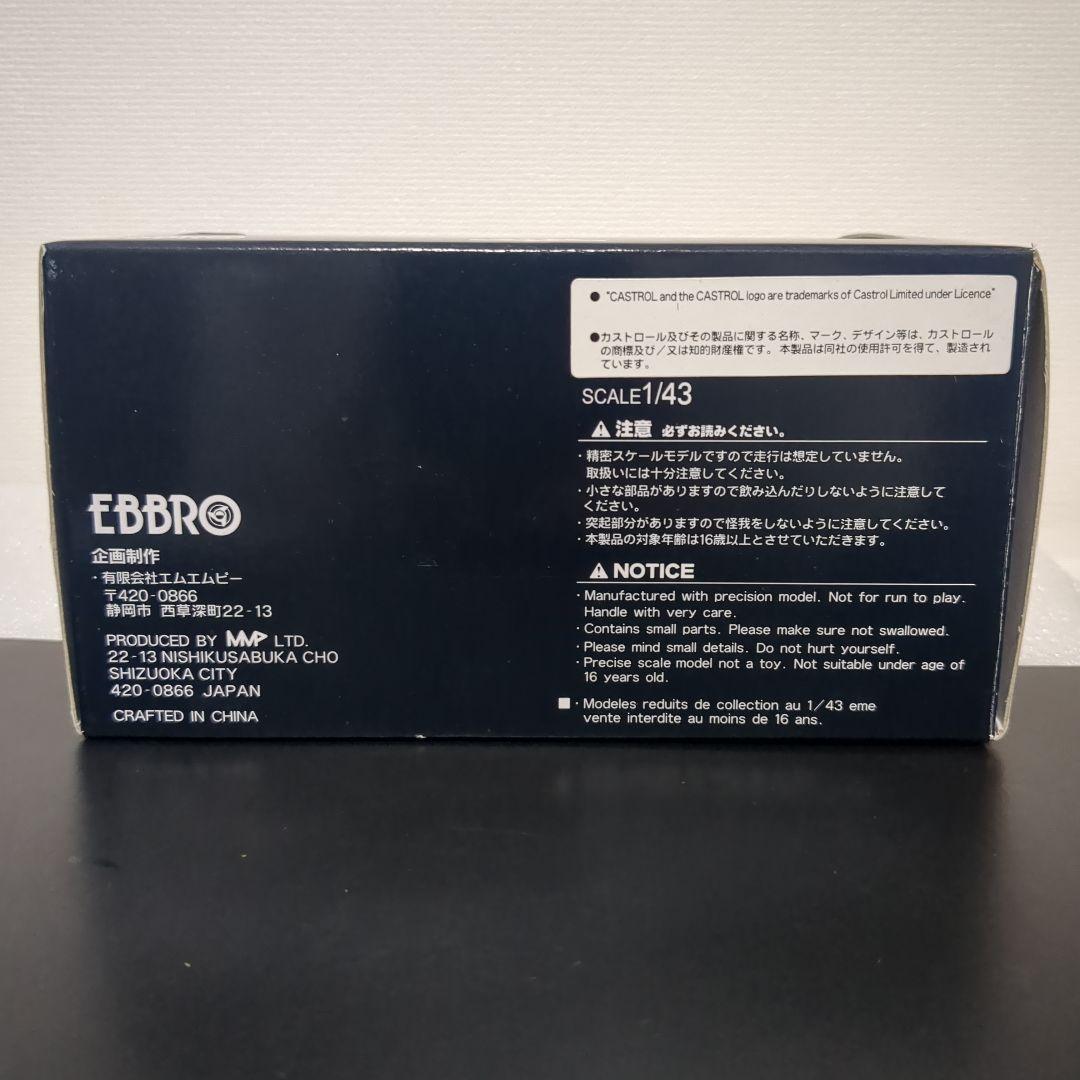 ● "CASTROL and the CASTROL logo are trademarks of Castrol Limited under Licence"
●カストロール及びその製品に関する名称、マーク、デザイン等は、カストロール
の商標及び/又は知的財産権です。本製品は同社の使用許可を得て、製造され
ています。
SCALE1/43
⚠注意 必ずお読みください。
・精密スケールモデルですので走行は想定していません。
取扱いには十分注意してください。
・小さな部品がありますので飲み込んだりしないように注意して
ください。
・突起部分がありますので怪我をしないように注意してください。
・本製品の対象年齢は16歳以上とさせていただきます。
⚠NOTICE
・Manufactured with precision model. Not for run to play.
Handle with very care.
・Contains small parts. Please make sure not swallowed.
・Please mind small details. Do not hurt yourself.
・Precise scale model not a toy. Not suitable under age of
16 years old.
■・Modeles reduits de collection au 1/43 eme
vente interdite au moins de 16 ans.
EBBRO
企画制作
・有限会社エムエムピー
〒420-0866
静岡市 西草深町22-13
PRODUCED BY MMP LTD.
22-13 NISHIKUSABUKA CHO
SHIZUOKA CITY
420-0866 JAPAN
CRAFTED IN CHINA